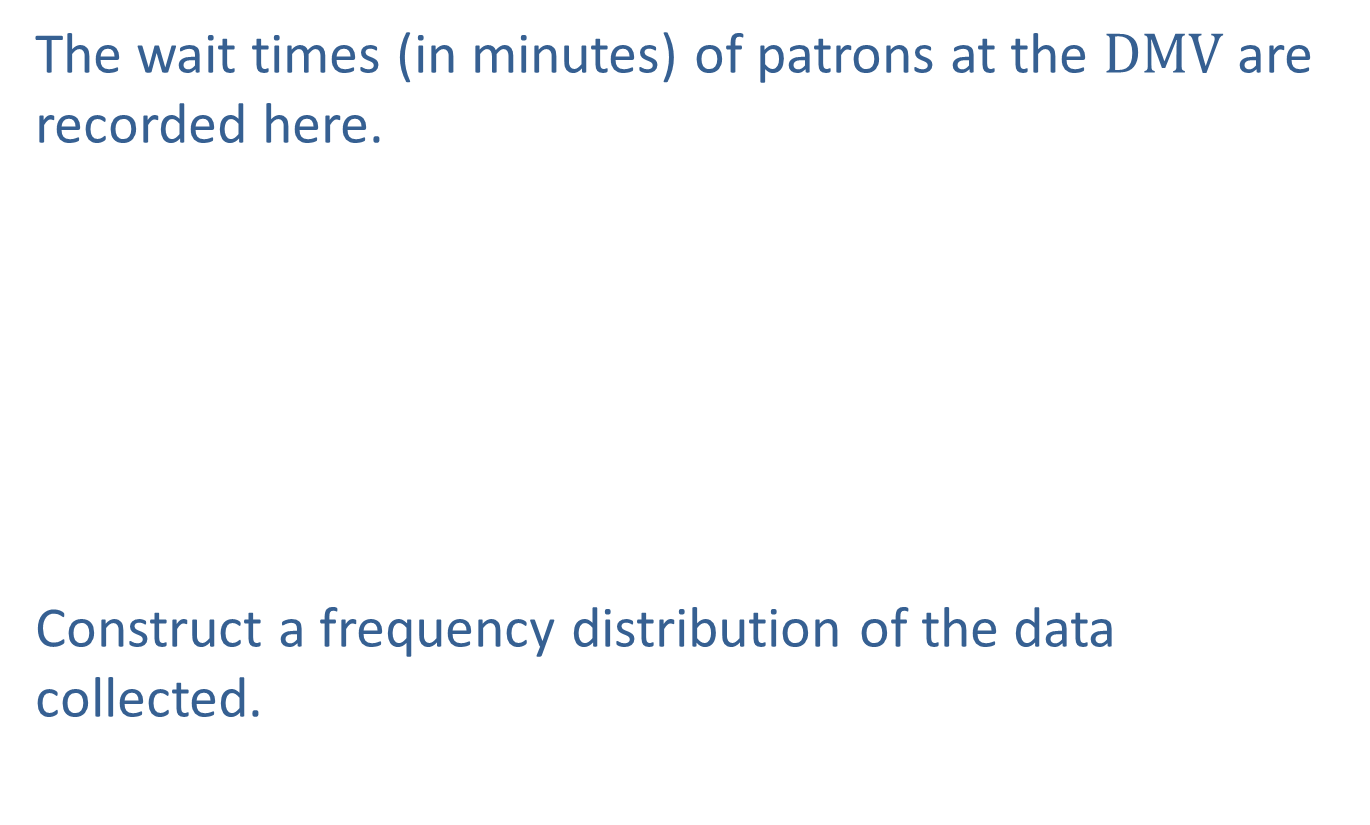 The wait times (in minutes) of patrons at the DMV are
recorded here.
Construct a frequency distribution of the data
collected.